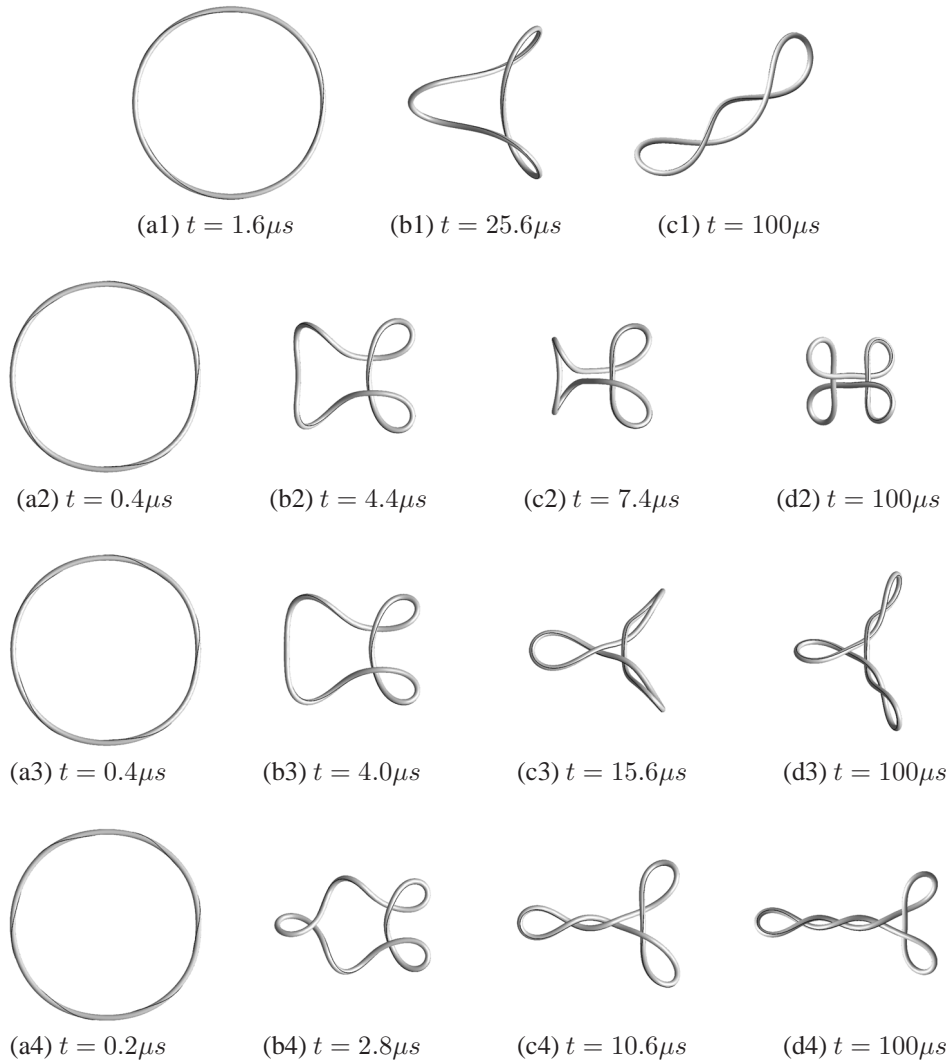 (a1) t = 1.6μs (b1) t = 25.6μs (c1) t = 100μs
(a2) t = 0.4μs (b2) t = 4.4μs (c2) t = 7.4μs (d2) t = 100μs
(a3) t = 0.4μs (b3) t = 4.0μs (c3) t = 15.6μs (d3) t = 100μs
(a4) t = 0.2μs (b4) t = 2.8μs (c4) t = 10.6μs (d4) t = 100μs